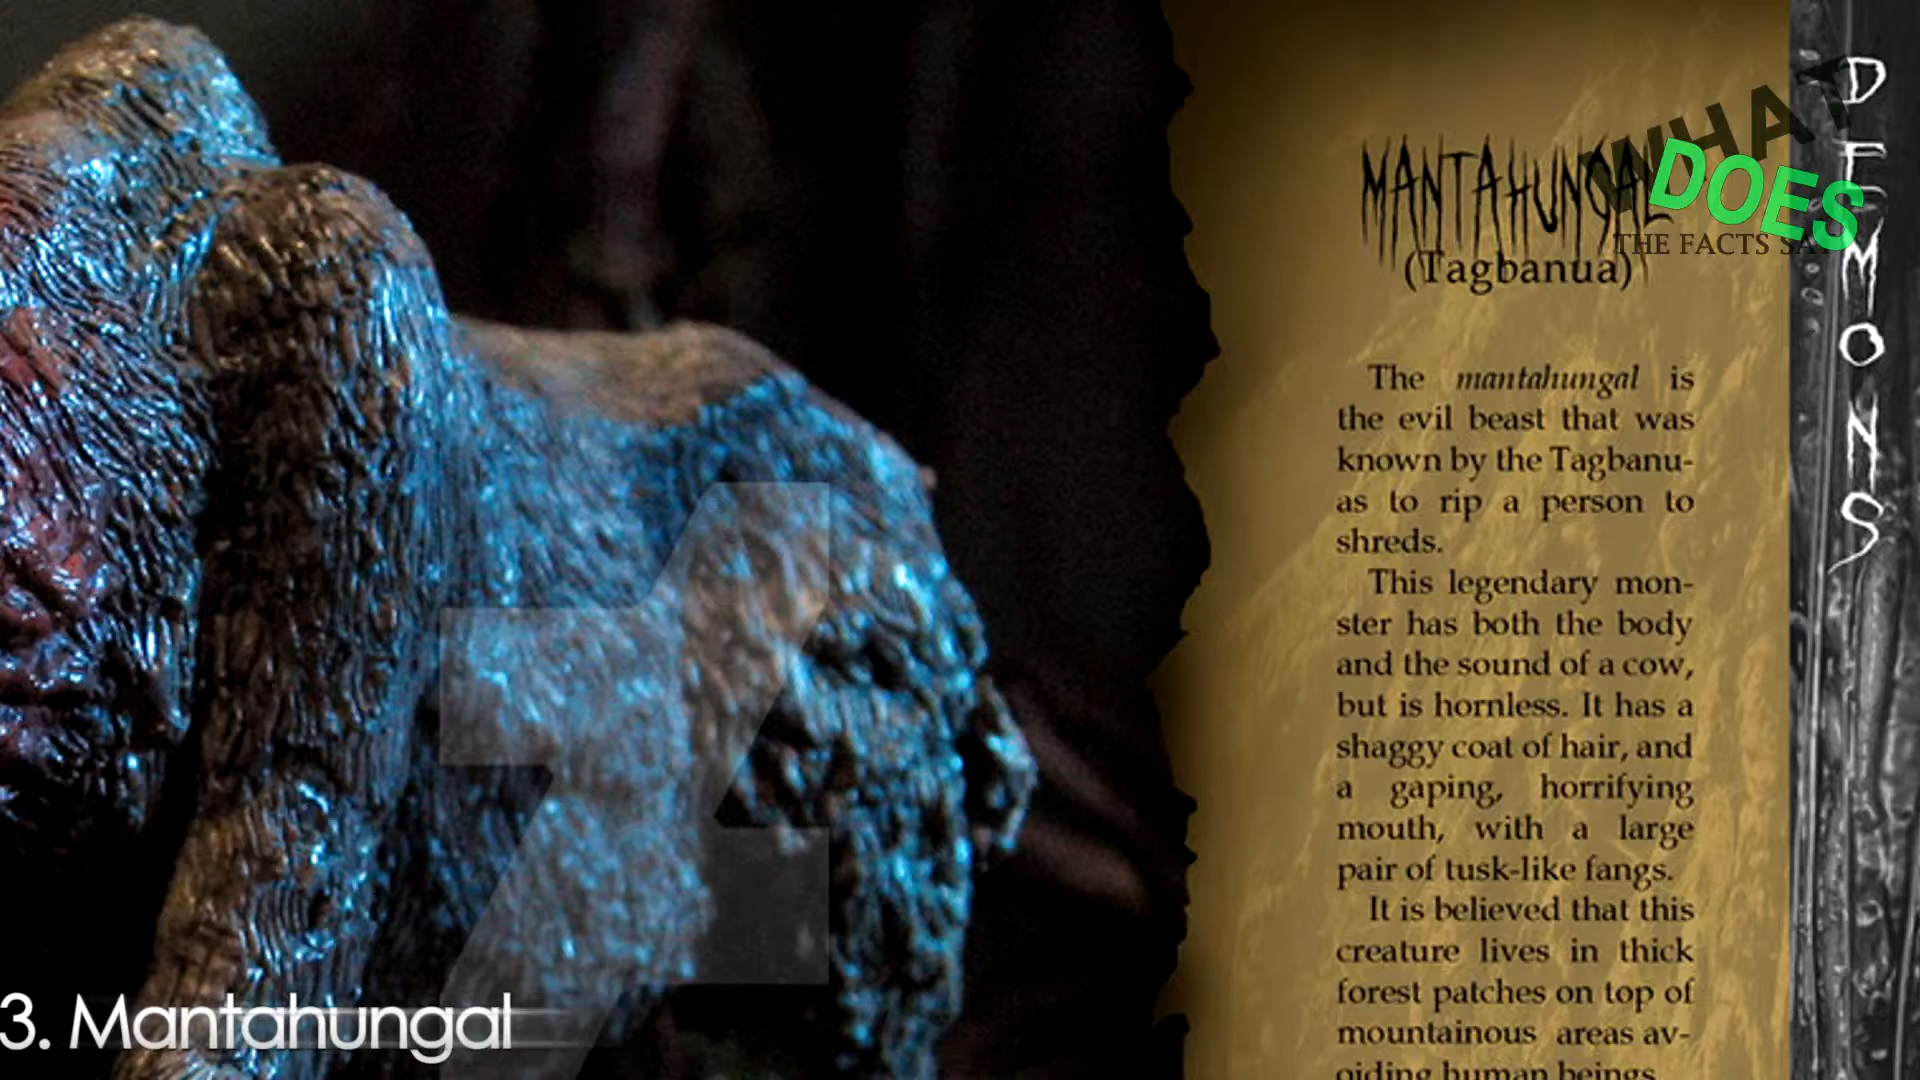 MANTAHUNGAL
(Tagbanua)
The mantahungal is
the evil beast that was
known by the Tagbanu-
as to rip a person to
shreds.
This legendary mon-
ster has both the body
and the sound of a cow,
but is hornless. It has a
shaggy coat of hair, and
a gaping, horrifying
mouth, with a large
pair of tusk-like fangs.
It is believed that this
creature lives in thick
forest patches on top of
mountainous areas av-
oiding human beings.
WHAT
DOES
THE FACTS SAY
DEMONS
3. Mantahungal